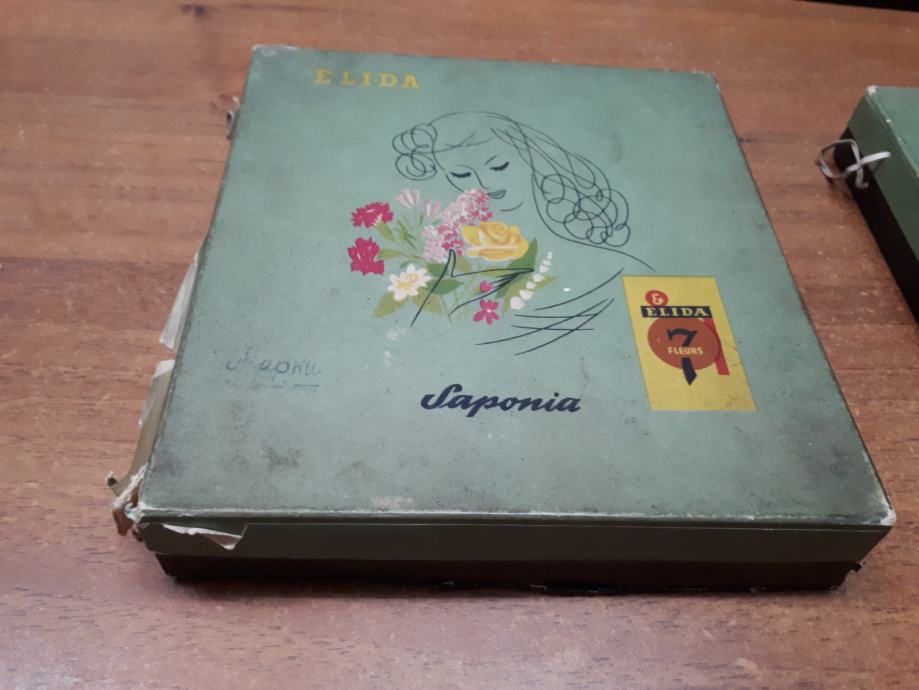 ELIDA
&
ELIDA
7
FLEURS
Марки
Saponia